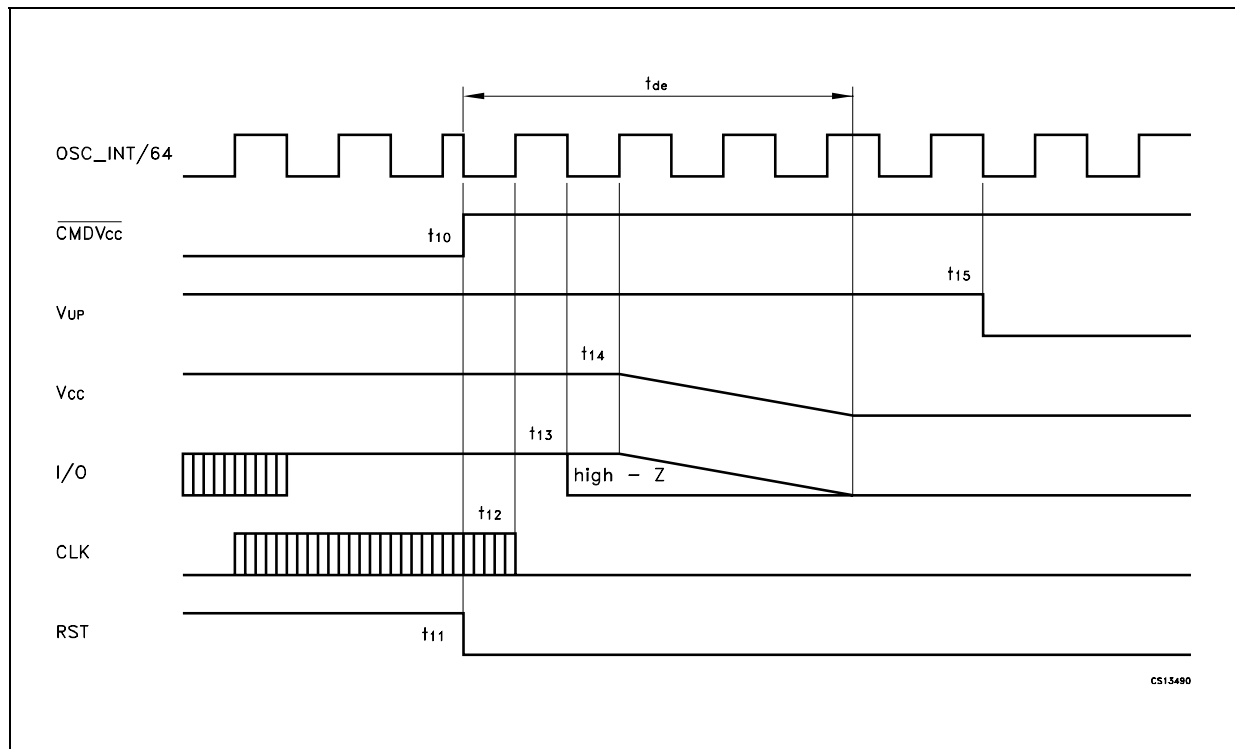 tde
OSC_INT/64
CMDVcc
t10
t15
VUP
t14
Vcc
t13
I/O
high - Z
t12
CLK
RST
t11
CS13490